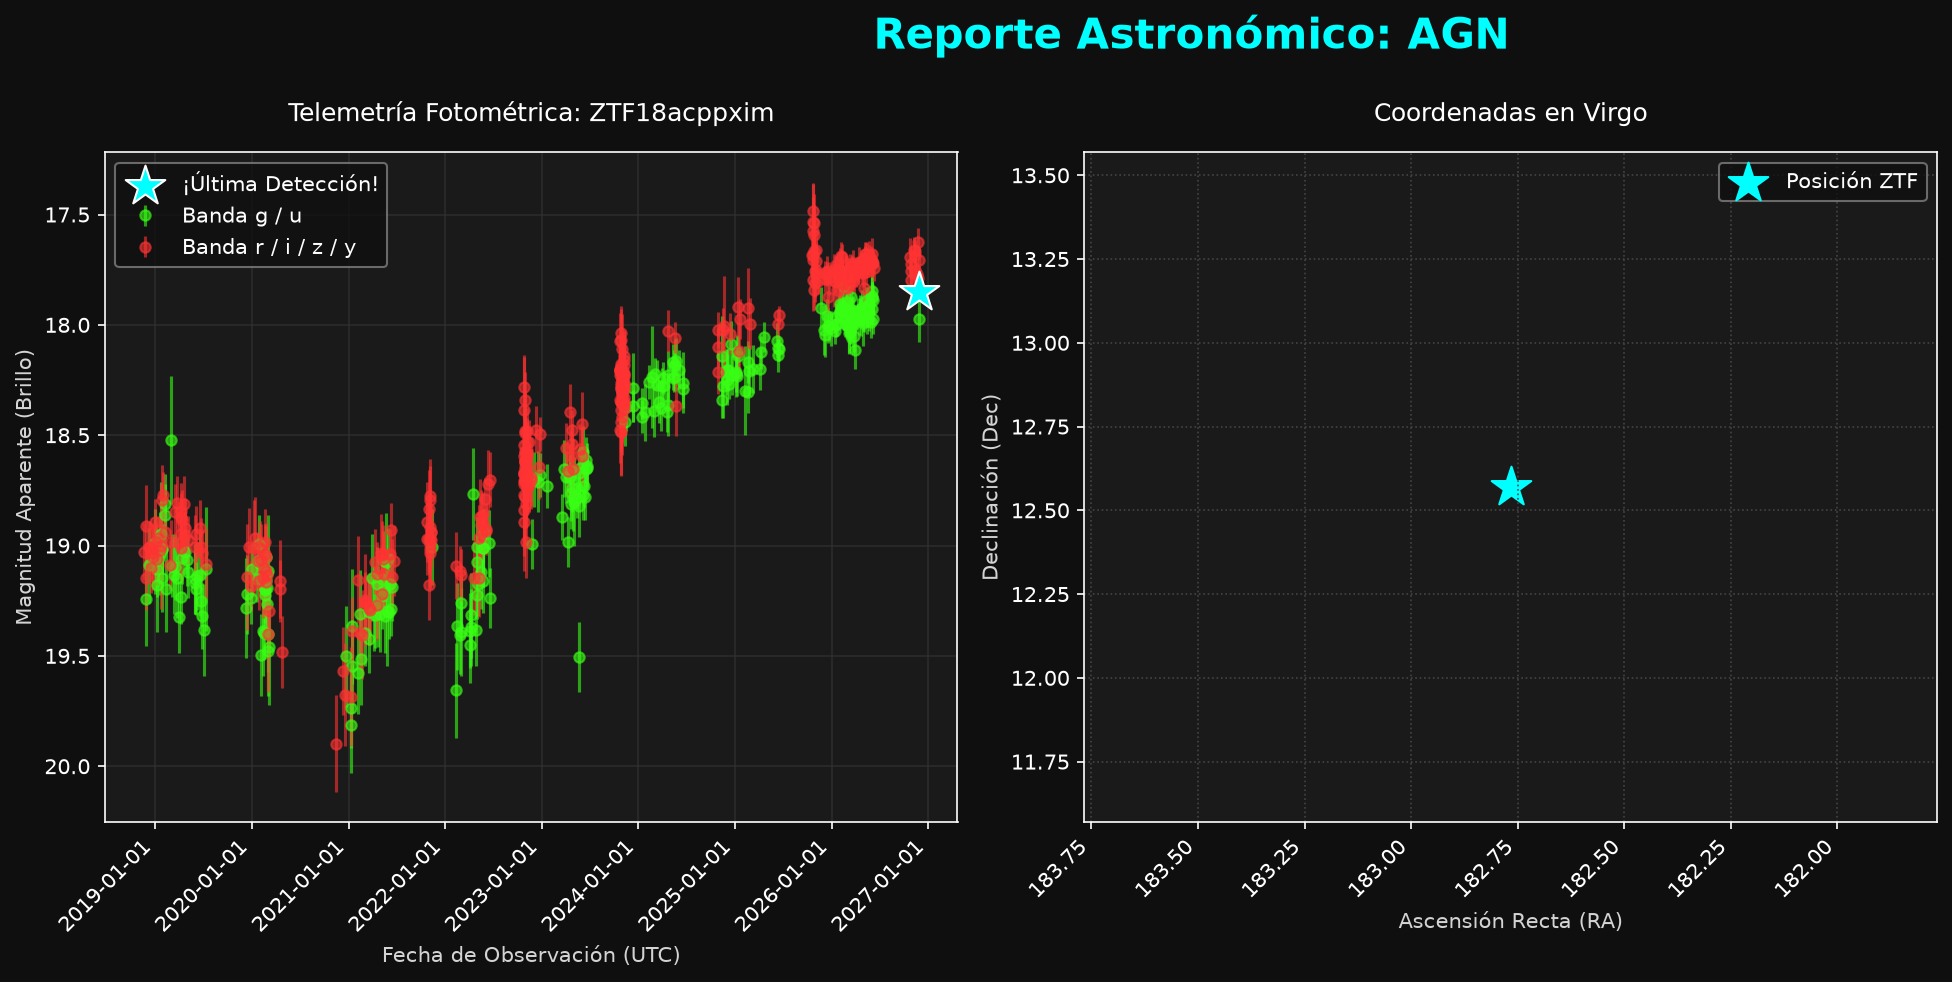 Reporte Astronómico: AGN
Telemetría Fotométrica: ZTF18acppxim
¡Última Detección!
Banda g / u
Banda r / i / z / y
Magnitud Aparente (Brillo)
17.5
18.0
18.5
19.0
19.5
20.0
2019-01-01
2020-01-01
2021-01-01
2022-01-01
2023-01-01
2024-01-01
2025-01-01
2026-01-01
2027-01-01
Fecha de Observación (UTC)
Coordenadas en Virgo
Posición ZTF
Declinación (Dec)
13.50
13.25
13.00
12.75
12.50
12.25
12.00
11.75
183.75
183.50
183.25
183.00
182.75
182.50
182.25
182.00
Ascensión Recta (RA)